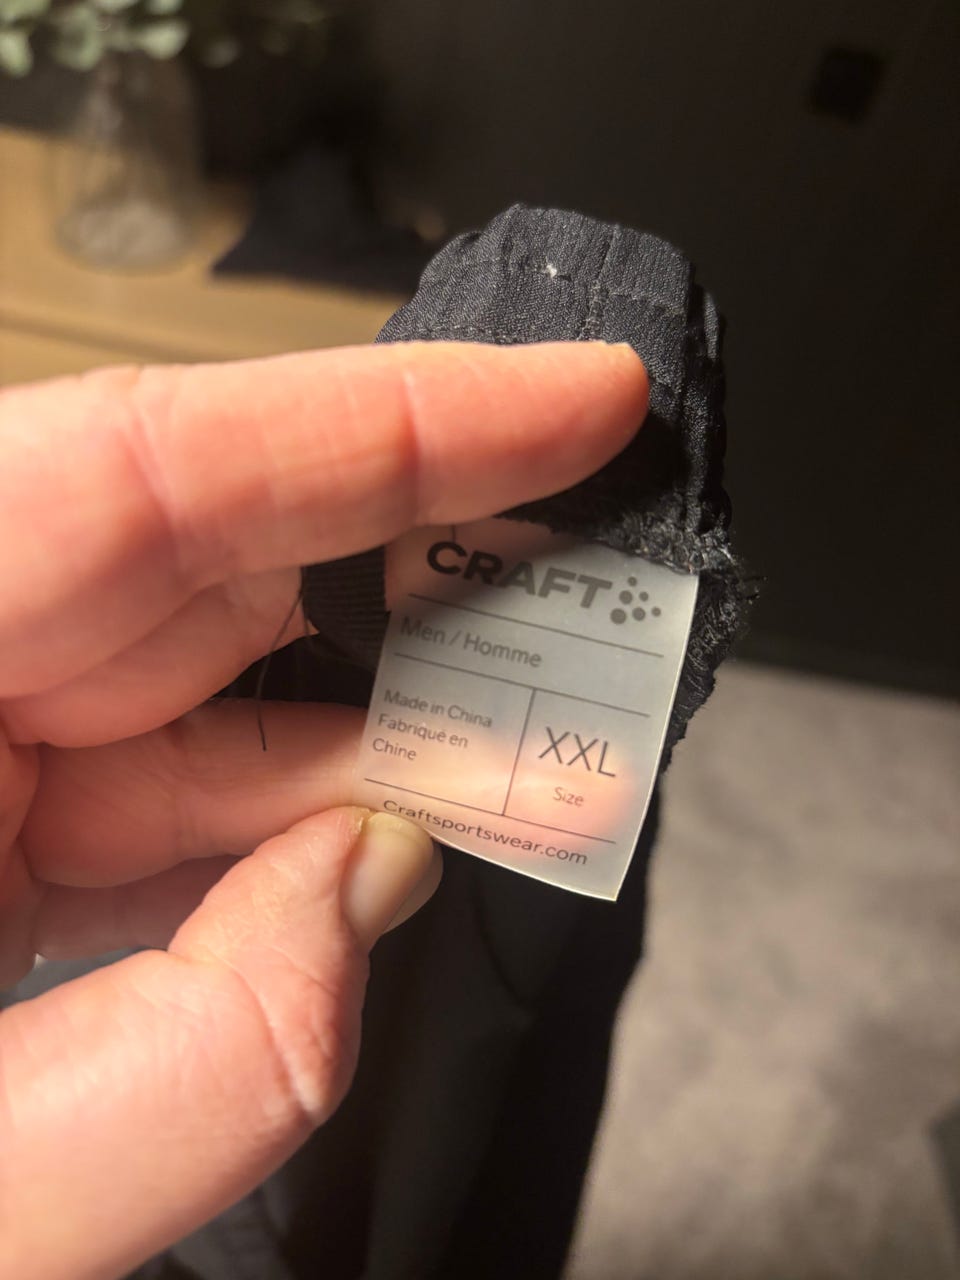 CRAFT
Men / Homme
Made in China
Fabriqué en
Chine
XXL
Size
Craftsportswear.com